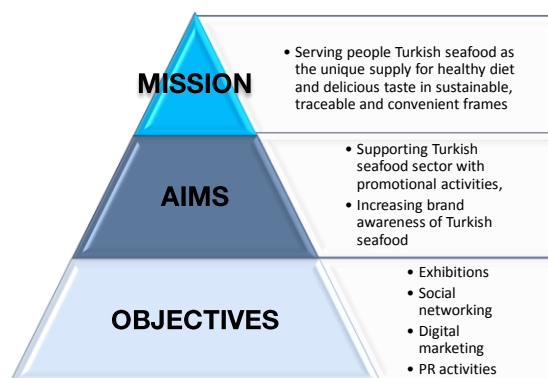 MISSION
• Serving people Turkish seafood as
the unique supply for healthy diet
and delicious taste in sustainable,
traceable and convenient frames
AIMS
• Supporting Turkish
seafood sector with
promotional activities,
• Increasing brand
awareness of Turkish
seafood
OBJECTIVES
• Exhibitions
• Social
networking
• Digital
marketing
• PR activities